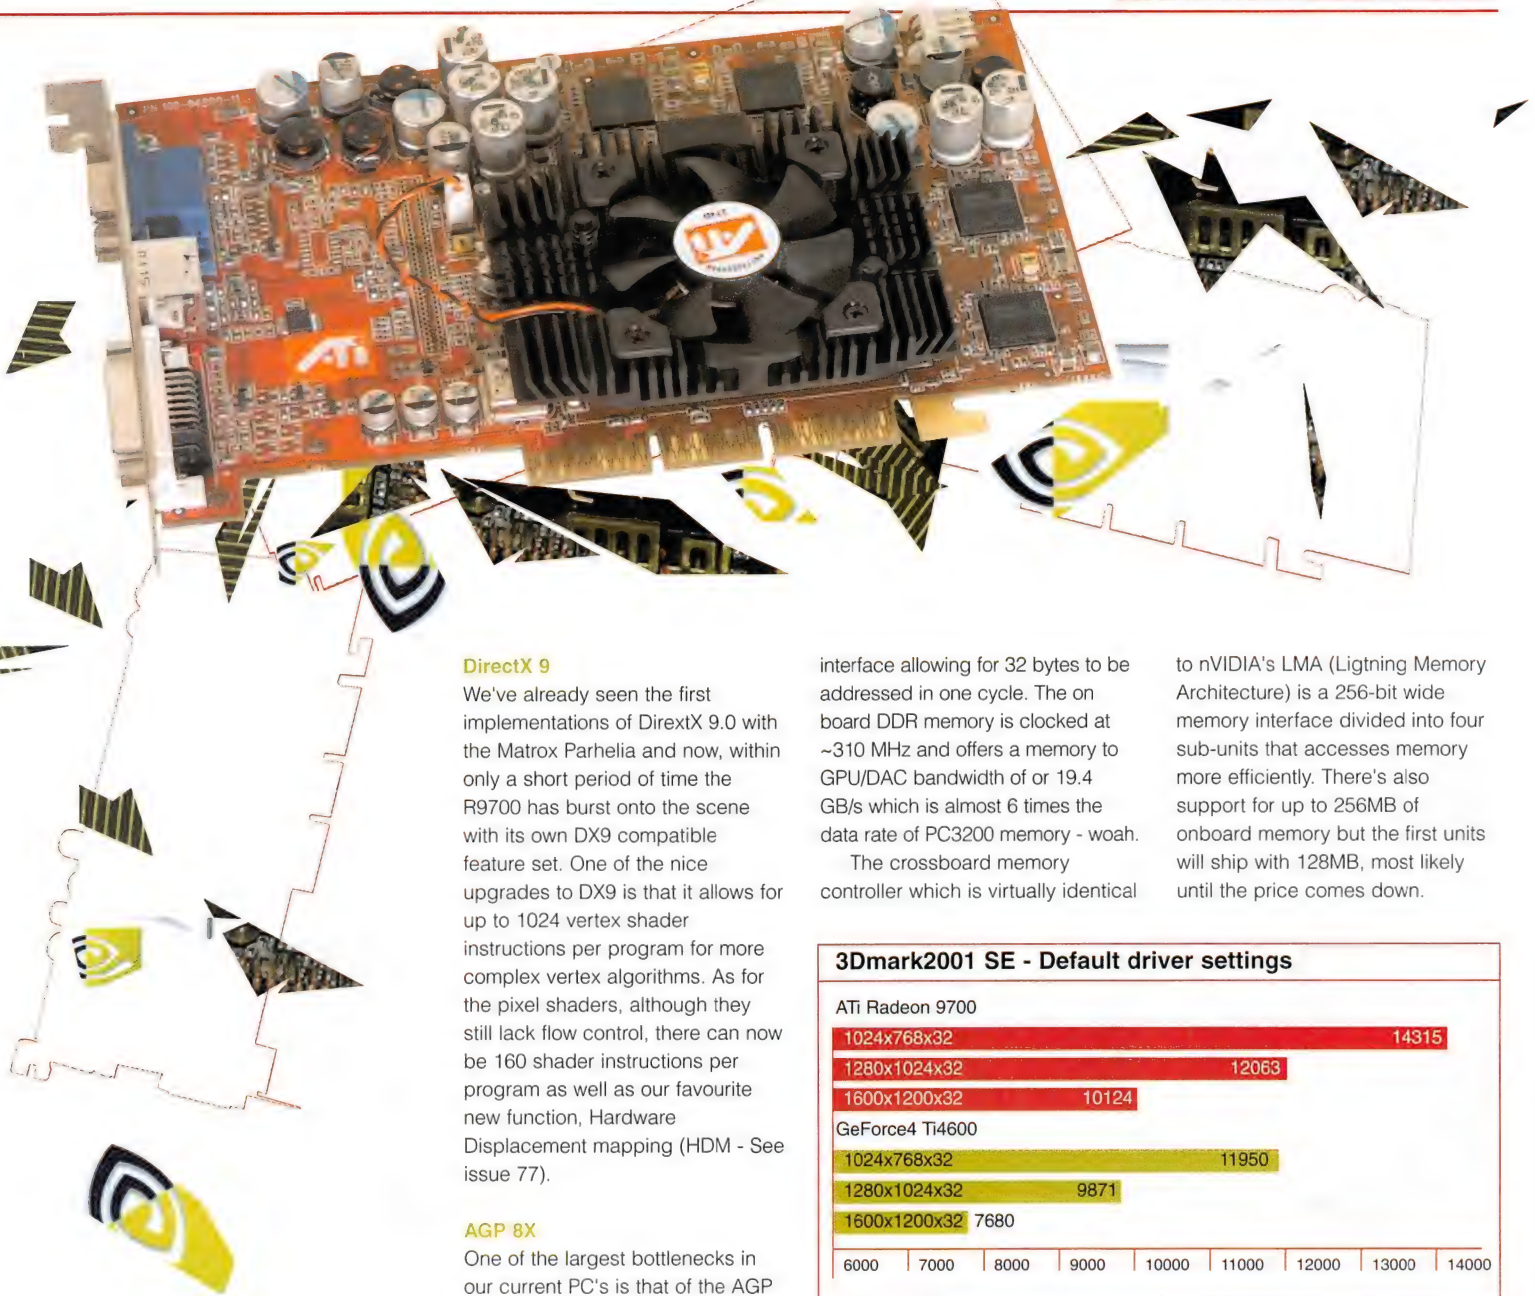 PN 109-94200-11
ATi
DirectX 9
We've already seen the first
implementations of DirextX 9.0 with
the Matrox Parhelia and now, within
only a short period of time the
R9700 has burst onto the scene
with its own DX9 compatible
feature set. One of the nice
upgrades to DX9 is that it allows for
up to 1024 vertex shader
instructions per program for more
complex vertex algorithms. As for
the pixel shaders, although they
still lack flow control, there can now
be 160 shader instructions per
program as well as our favourite
new function, Hardware
Displacement mapping (HDM - See
issue 77).
AGP 8X
One of the largest bottlenecks in
our current PC's is that of the AGP
interface allowing for 32 bytes to be
addressed in one cycle. The on
board DDR memory is clocked at
~310 MHz and offers a memory to
GPU/DAC bandwidth of or 19.4
GB/s which is almost 6 times the
data rate of PC3200 memory - woah.
The crossboard memory
controller which is virtually identical
to nVIDIA's LMA (Ligtning Memory
Architecture) is a 256-bit wide
memory interface divided into four
sub-units that accesses memory
more efficiently. There's also
support for up to 256MB of
onboard memory but the first units
will ship with 128MB, most likely
until the price comes down.
3Dmark2001 SE - Default driver settings
ATi Radeon 9700
1024x768x32 14315
1280x1024x32 12063
1600x1200x32 10124
GeForce4 Ti4600
1024x768x32 11950
1280x1024x32 9871
1600x1200x32 7680
6000 7000 8000 9000 10000 11000 12000 13000 14000